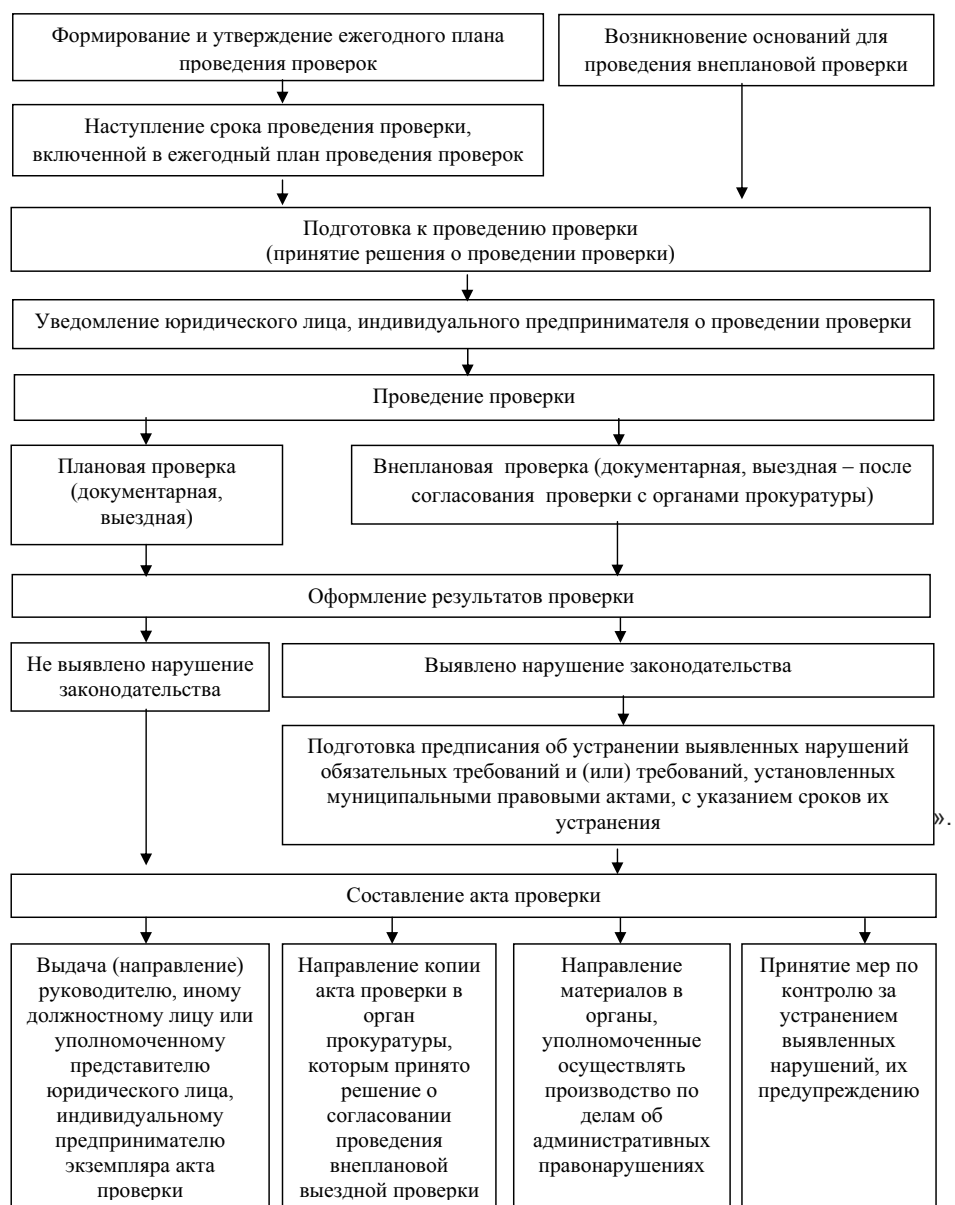 Формирование и утверждение ежегодного плана
проведения проверок
Возникновение оснований для
проведения внеплановой проверки
Наступление срока проведения проверки,
включенной в ежегодный план проведения проверок
Подготовка к проведению проверки
(принятие решения о проведении проверки)
Уведомление юридического лица, индивидуального предпринимателя о проведении проверки
Проведение проверки
Плановая проверка
(документарная,
выездная)
Внеплановая проверка (документарная, выездная – после
согласования проверки с органами прокуратуры)
Оформление результатов проверки
Не выявлено нарушение
законодательства
Выявлено нарушение законодательства
Подготовка предписания об устранении выявленных нарушений
обязательных требований и (или) требований, установленных
муниципальными правовыми актами, с указанием сроков их
устранения
».
Составление акта проверки
Выдача (направление)
руководителю, иному
должностному лицу или
уполномоченному
представителю
юридического лица,
индивидуальному
предпринимателю
экземпляра акта
проверки
Направление копии
акта проверки в
орган
прокуратуры,
которым принято
решение о
согласовании
проведения
внеплановой
выездной проверки
Направление
материалов в
органы,
уполномоченные
осуществлять
производство по
делам об
административных
правонарушениях
Принятие мер по
контролю за
устранением
выявленных
нарушений, их
предупреждению